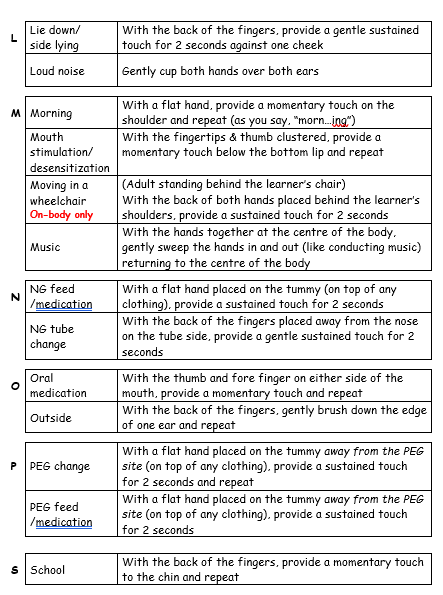 L
Lie down/
side lying
With the back of the fingers, provide a gentle sustained
touch for 2 seconds against one cheek
Loud noise
Gently cup both hands over both ears
M
Morning
With a flat hand, provide a momentary touch on the
shoulder and repeat (as you say, “morn…ing”)
Mouth
stimulation/
desensitization
With the fingertips & thumb clustered, provide a
momentary touch below the bottom lip and repeat
Moving in a
wheelchair
On-body only
(Adult standing behind the learner’s chair)
With the back of both hands placed behind the learner’s
shoulders, provide a sustained touch for 2 seconds
Music
With the hands together at the centre of the body,
gently sweep the hands in and out (like conducting music)
returning to the centre of the body
N
NG feed
/medication
With a flat hand placed on the tummy (on top of any
clothing), provide a sustained touch for 2 seconds
NG tube
change
With the back of the fingers placed away from the nose
on the tube side, provide a gentle sustained touch for 2
seconds
O
Oral
medication
With the thumb and fore finger on either side of the
mouth, provide a momentary touch and repeat
Outside
With the back of the fingers, gently brush down the edge
of one ear and repeat
P
PEG change
With a flat hand placed on the tummy away from the PEG
site (on top of any clothing), provide a sustained touch
for 2 seconds and repeat
PEG feed
/medication
With a flat hand placed on the tummy away from the PEG
site (on top of any clothing), provide a sustained touch
for 2 seconds
S
School
With the back of the fingers, provide a momentary touch
to the chin and repeat